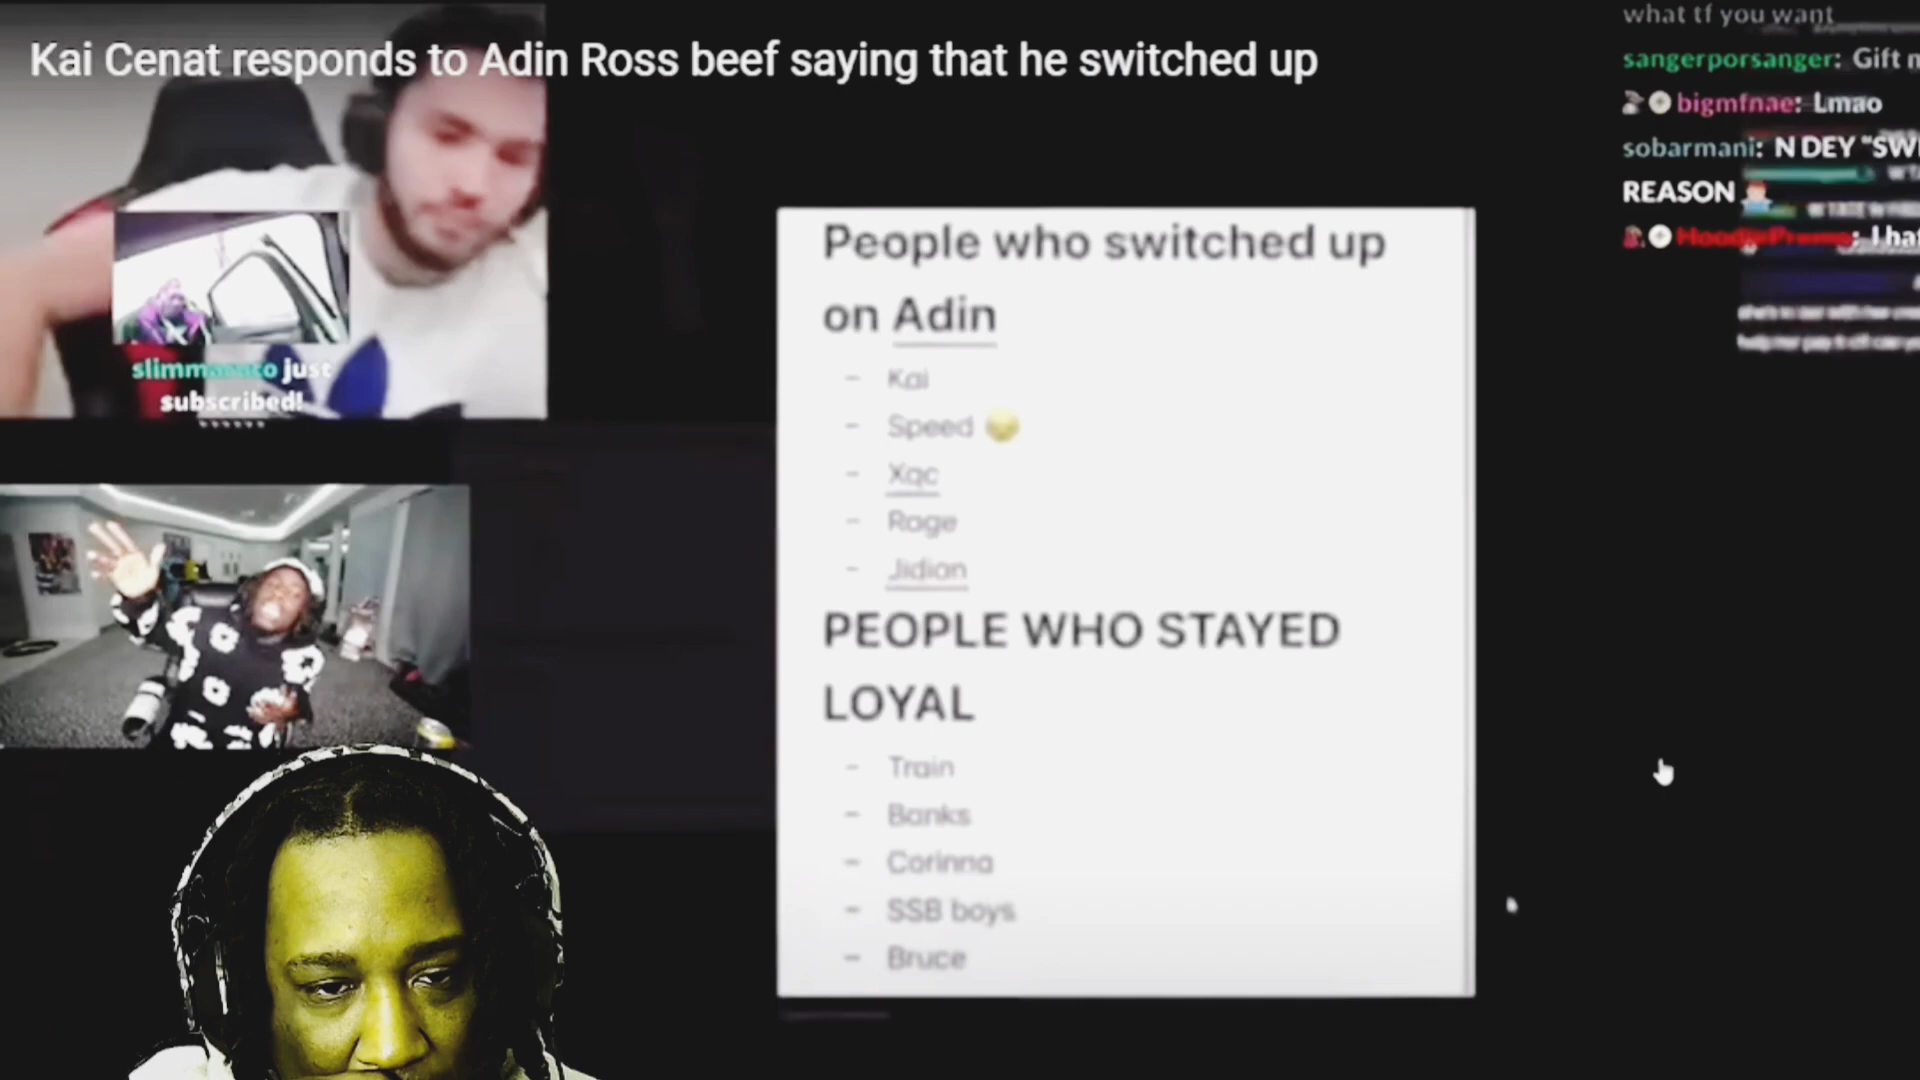 Kai Cenat responds to Adin Ross beef saying that he switched up
what tf you want
sangerporsanger: Gift
bigmfnae: Lmao
sobarmani: N DEY "SW
REASON
slimm just
subscribed!
People who switched up
on Adin
- Kai
- Speed 😔
- Xqc
- Rage
- Jidion
PEOPLE WHO STAYED
LOYAL
- Train
- Banks
- Corinna
- SSB boys
- Bruce